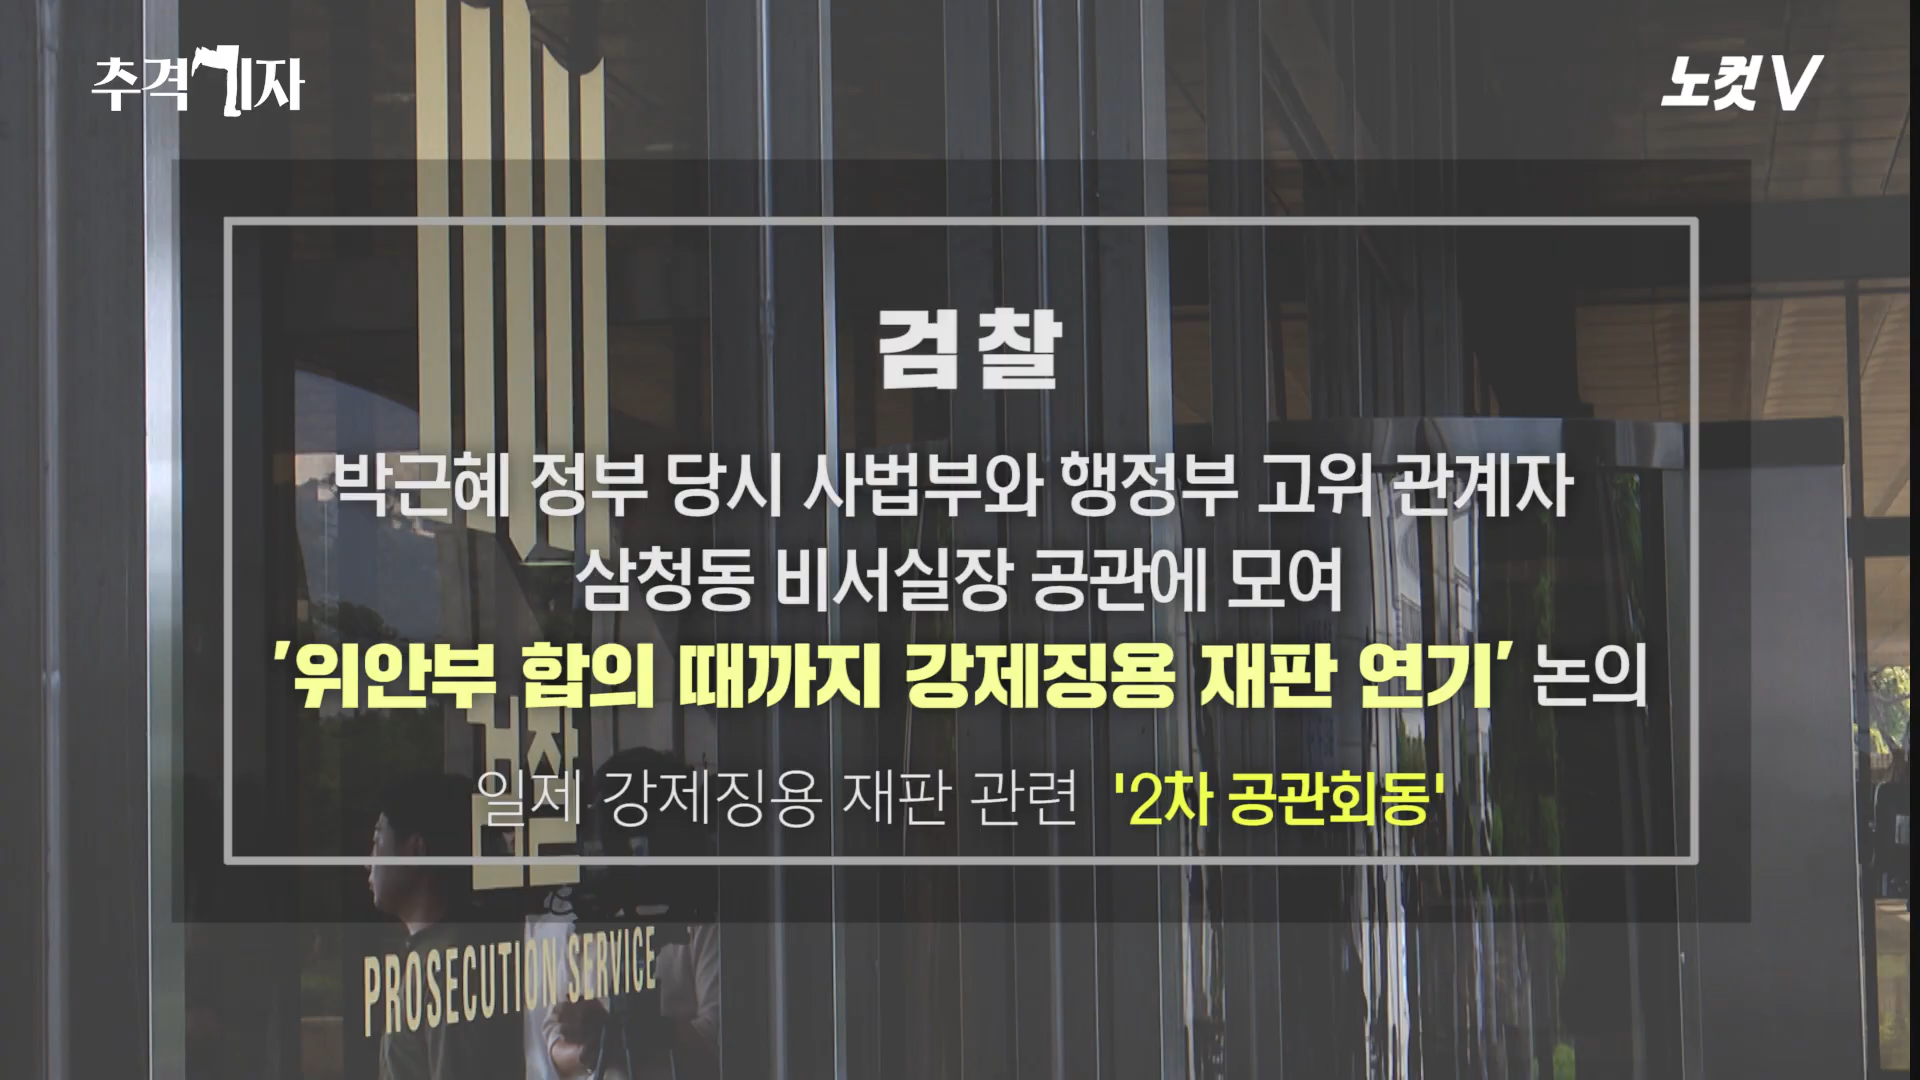 추격기자
노컷V
검찰
박근혜 정부 당시 사법부와 행정부 고위 관계자
삼청동 비서실장 공관에 모여
'위안부 합의 때까지 강제징용 재판 연기' 논의
일제 강제징용 재판 관련 '2차 공관회동'
검찰
PROSECUTION SERVICE